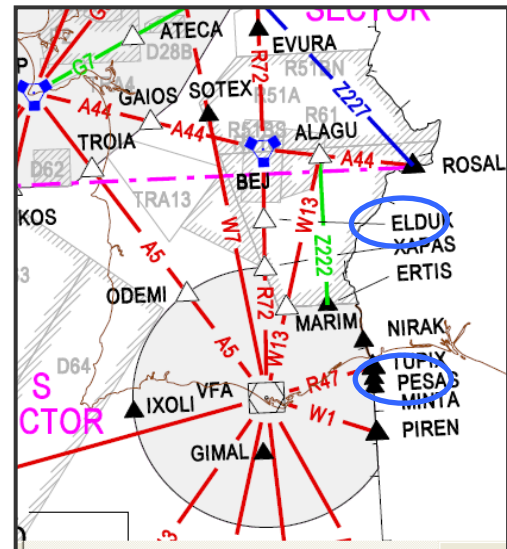 SECTOR
ATECA
D28B
EVURA
G7
R72
R51BN
P
GAIOS
SOTEX
R51A
Z227
A44
A44
R61
ALAGU
TROIA
A44
ROSAL
D62
BEJ
TRA13
KOS
W7
W13
Z222
ELDUK
XAPAS
A5
ERTIS
ODEMI
R72
MARIM
NIRAK
D64
A5
W13
TUPIX
S
VFA
R47
PESAS
CTOR
IXOLI
MINTA
W1
PIREN
GIMAL